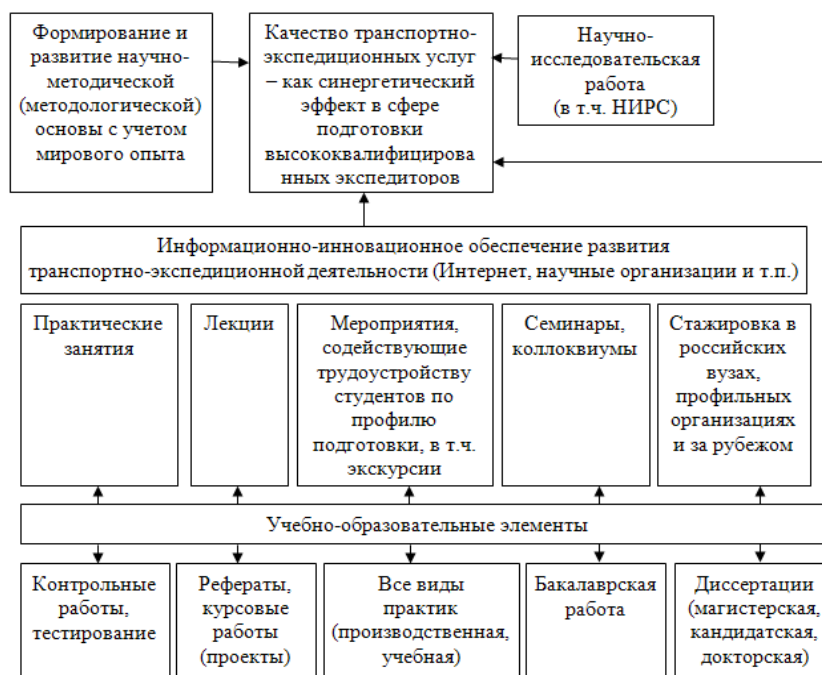 Формирование и
развитие научно-
методической
(методологической)
основы с учетом
мирового опыта
Качество транспортно-
экспедиционных услуг
– как синергетический
эффект в сфере
подготовки
высококвалифицирова
нных экспедиторов
Научно-
исследовательская
работа
(в т.ч. НИРС)
Информационно-инновационное обеспечение развития
транспортно-экспедиционной деятельности (Интернет, научные организации и т.п.)
Практические
занятия
Лекции
Мероприятия,
содействующие
трудоустройству
студентов по
профилю
подготовки, в т.ч.
экскурсии
Семинары,
коллоквиумы
Стажировка в
российских
вузах,
профильных
организациях
и за рубежом
Учебно-образовательные элементы
Контрольные
работы,
тестирование
Рефераты,
курсовые
работы
(проекты)
Все виды
практик
(производственная,
учебная)
Бакалаврская
работа
Диссертации
(магистерская,
кандидатская,
докторская)